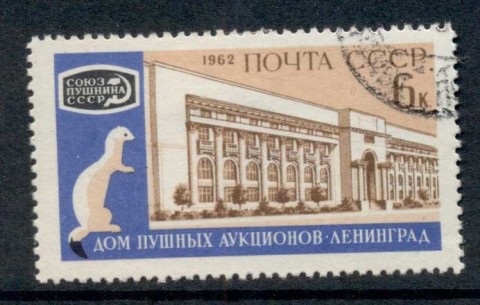 1962 ПОЧТА СССР
6к
СОЮЗ
ПУШНИНА
СССР
ДОМ ПУШНЫХ АУКЦИОНОВ·ЛЕНИНГРАД